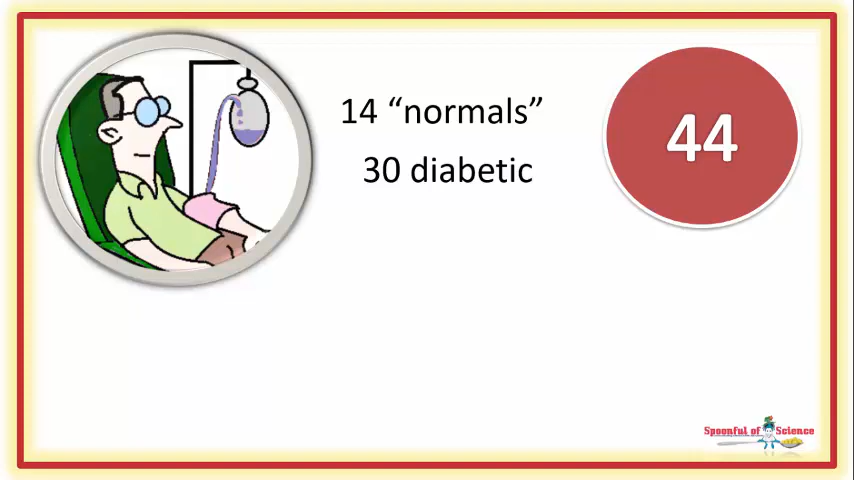 14 “normals”
30 diabetic
44
Spoonful of Science